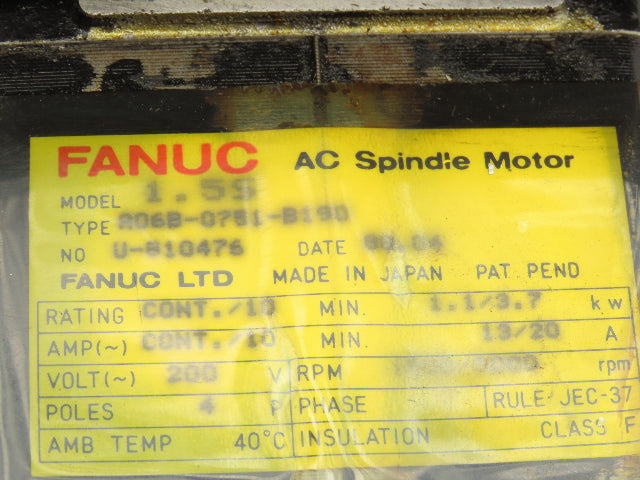 FANUC AC Spindle Motor
MODEL 1.5S
TYPE A06B-0751-B190
NO U-810476 DATE
FANUC LTD MADE IN JAPAN PAT PEND
RATING CONT./10 MIN. 1.1/3.7 kw
AMP(~) CONT./10 MIN. 13/20 A
VOLT(~) 200 V RPM rpm
POLES 4 P PHASE RULE JEC-37
AMB TEMP 40°C INSULATION CLASS F